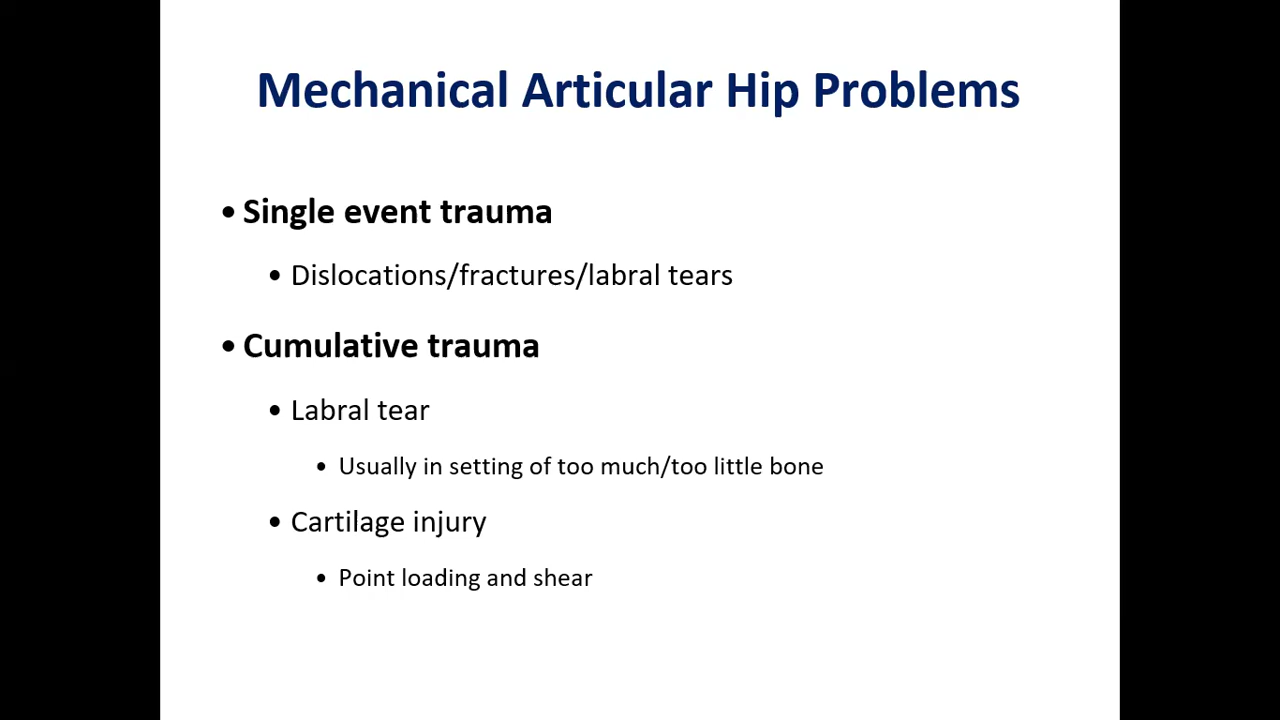 Mechanical Articular Hip Problems
• Single event trauma
• Dislocations/fractures/labral tears
• Cumulative trauma
• Labral tear
• Usually in setting of too much/too little bone
• Cartilage injury
• Point loading and shear